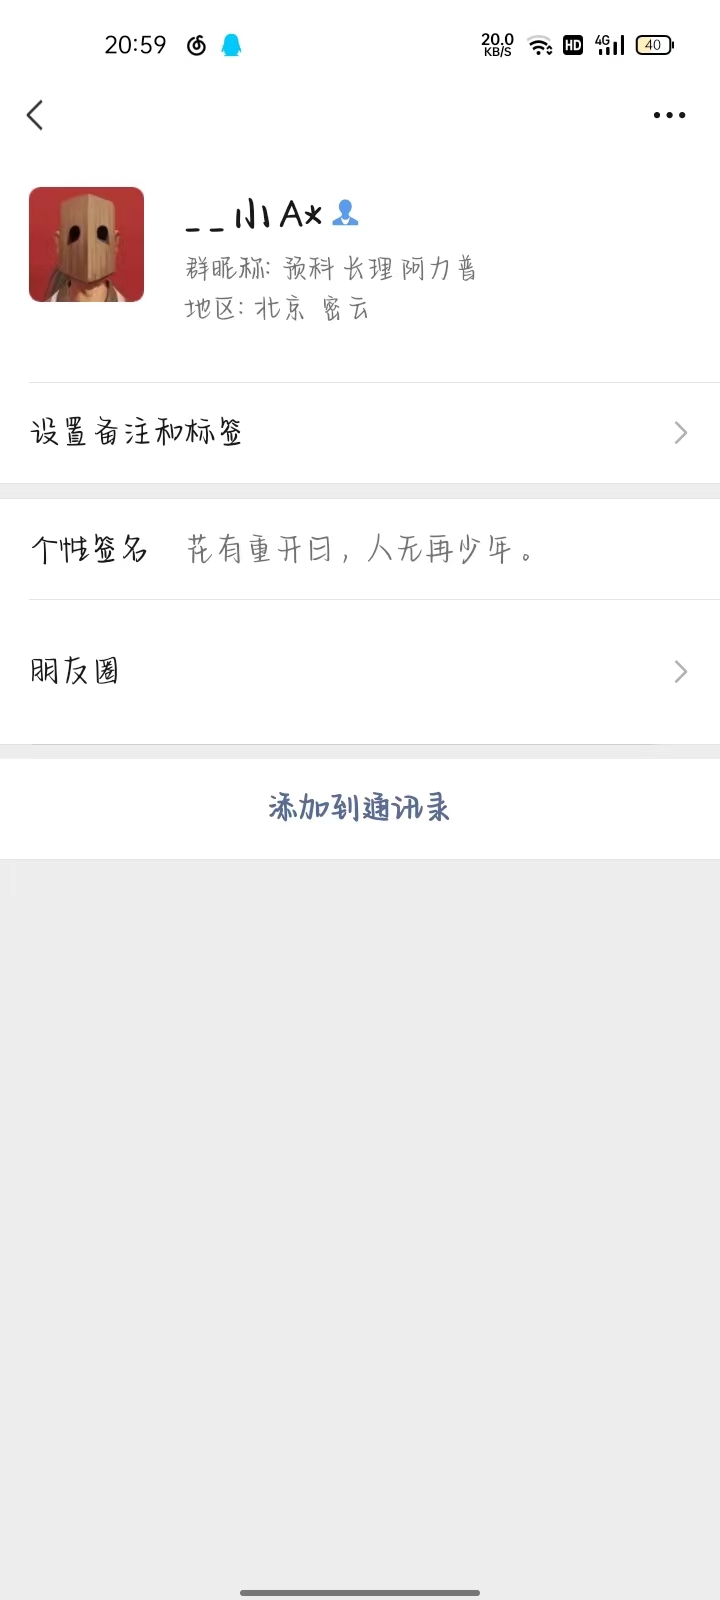 20:59 20.0 KB/S HD 4G 40
__小A*
群昵称: 预科 长理 阿力普
地区: 北京 密云
设置备注和标签
个性签名 花有重开日，人无再少年。
朋友圈
添加到通讯录